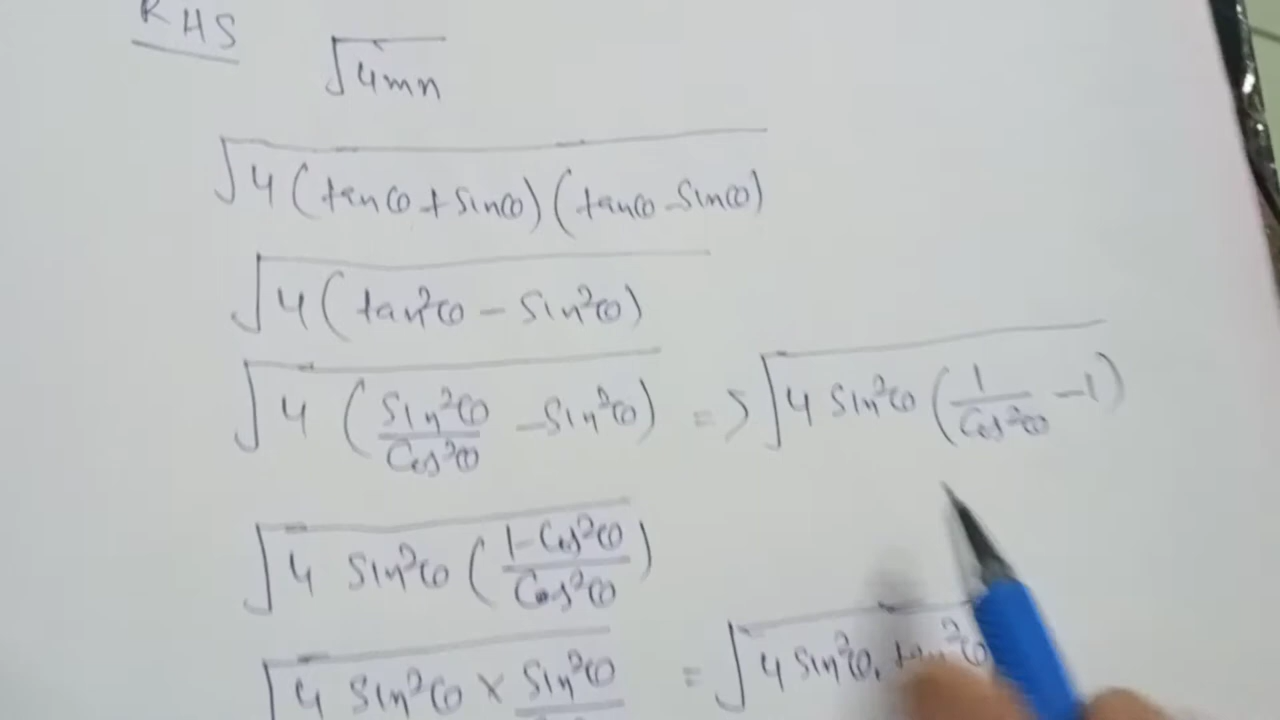 RHS
√4mn
√4(tanθ+sinθ)(tanθ-sinθ)
√4(tan²θ-sin²θ)
√4(sin²θ/cos²θ-sin²θ) => √4 sin²θ(1/cos²θ-1)
√4 sin²θ(1-cos²θ/cos²θ)
√4 sin²θ × sin²θ = √4 sin²θ. tan²θ